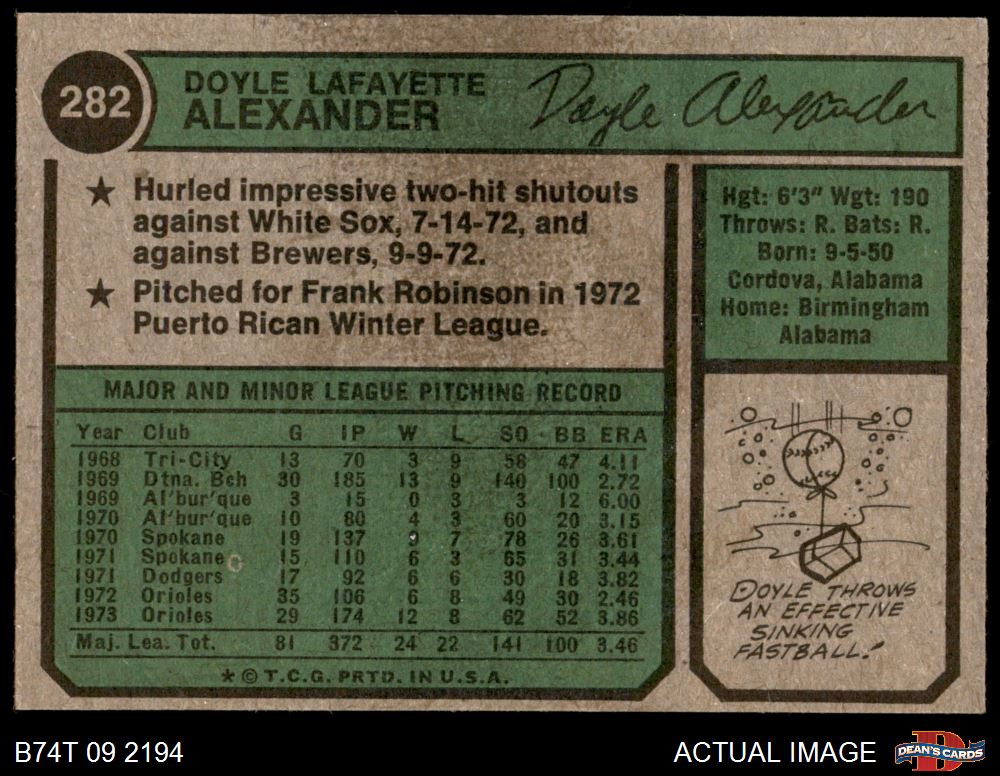 282
DOYLE LAFAYETTE
ALEXANDER
Doyle Alexander
★ Hurled impressive two-hit shutouts
against White Sox, 7-14-72, and
against Brewers, 9-9-72.
★ Pitched for Frank Robinson in 1972
Puerto Rican Winter League.
Hgt: 6'3" Wgt: 190
Throws: R. Bats: R.
Born: 9-5-50
Cordova, Alabama
Home: Birmingham
Alabama
MAJOR AND MINOR LEAGUE PITCHING RECORD
Year Club G IP W L SO BB ERA
1968 Tri-City 13 70 3 9 58 47 4.11
1969 Dtna. Bch 30 185 13 9 140 100 2.72
1969 Al'bur'que 3 15 0 3 3 12 6.00
1970 Al'bur'que 10 80 4 3 60 20 3.15
1970 Spokane 19 137 7 78 26 3.61
1971 Spokane 15 110 6 3 65 31 3.44
1971 Dodgers 17 92 6 6 30 18 3.82
1972 Orioles 35 106 6 8 49 30 2.46
1973 Orioles 29 174 12 8 62 52 3.86
Maj. Lea. Tot. 81 372 24 22 141 100 3.46
★ © T.C.G. PRTD. IN U.S.A.
DOYLE THROWS
AN EFFECTIVE
SINKING
FASTBALL.
B74T 09 2194
ACTUAL IMAGE
DEAN'S CARDS